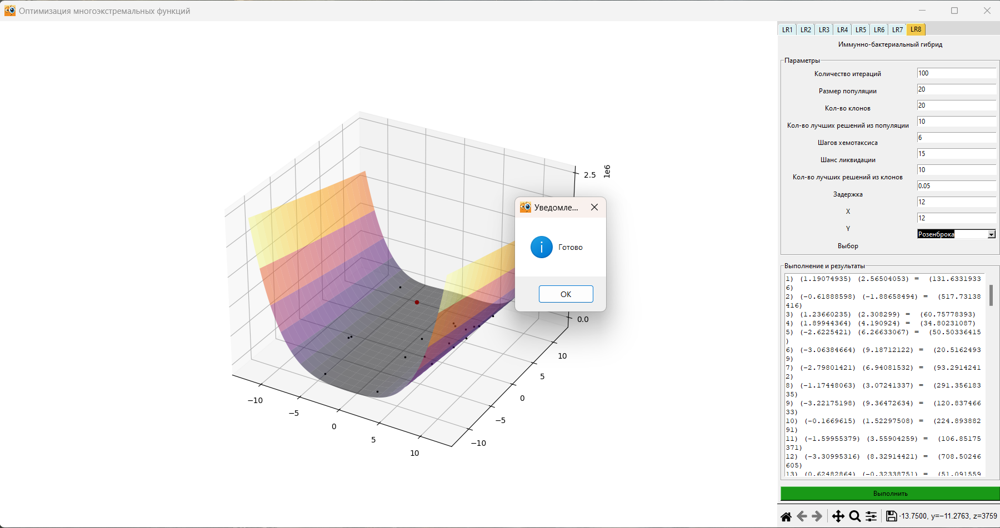 Оптимизация многоэкстремальных функций
LR1 LR2 LR3 LR4 LR5 LR6 LR7 LR8
Иммунно-бактериальный гибрид
Параметры
Количество итераций 100
Размер популяции 20
Кол-во клонов 20
Кол-во лучших решений из популяции 10
Шагов хемотаксиса 6
Шанс ликвидации 15
Кол-во лучших решений из клонов 10
Задержка 0.05
X 12
Y 12
Выбор Розенброка
2.5 1e6
0.0
−10
−5
0
5
10
10
5
0
−5
−10
Уведомле...
Готово
OK
Выполнение и результаты
1) (1.19074935) (2.56504053) = (131.6331933
6)
2) (-0.61888598) (-1.88658494) = (517.73138
416)
3) (1.23660235) (2.308299) = (60.75778393)
4) (1.89944364) (4.190924) = (34.80231087)
5) (-2.6225421) (6.26633067) = (50.50336415
)
6) (-3.06384664) (9.18712122) = (20.5162493
9)
7) (-2.79801421) (6.94081532) = (93.2914241
2)
8) (-1.17448063) (3.07241337) = (291.356183
35)
9) (-3.22175198) (9.36472634) = (120.837466
33)
10) (-0.1669615) (1.52297508) = (224.893882
91)
11) (-1.59955379) (3.55904259) = (106.85175
371)
12) (-3.30995316) (8.32914421) = (708.50246
605)
13) (0.62482864) (-0.32338751) = (51.091559
Выполнить
-13.7500, y=−11.2763, z=3759